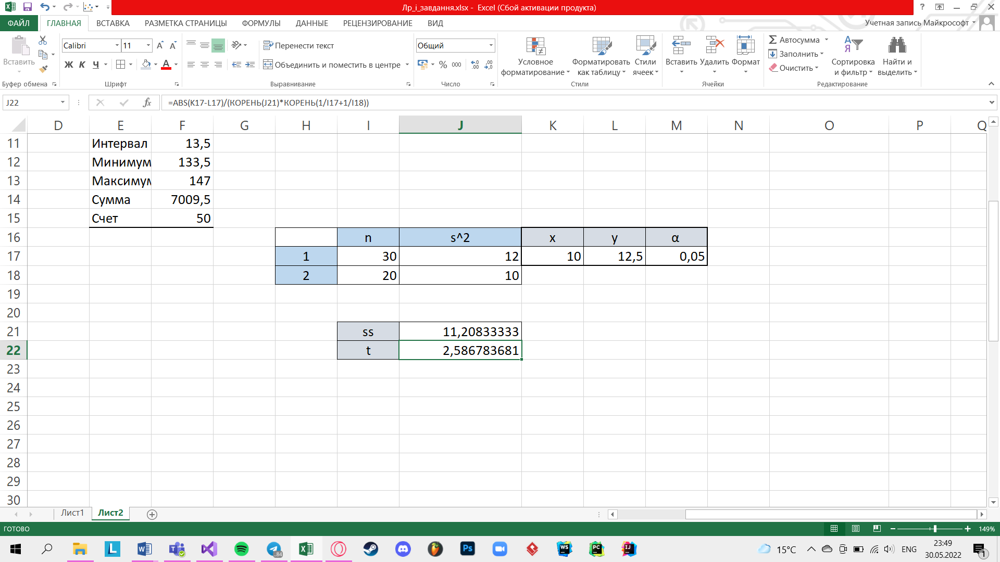 Лр_і_завдання.xlsx - Excel (Сбой активации продукта)
ФАЙЛ ГЛАВНАЯ ВСТАВКА РАЗМЕТКА СТРАНИЦЫ ФОРМУЛЫ ДАННЫЕ РЕЦЕНЗИРОВАНИЕ ВИД Учетная запись Майкрософт
Вставить
Calibri 11
Ж К Ч
Перенести текст
Объединить и поместить в центре
Общий
% 000
Условное форматирование
Форматировать как таблицу
Стили ячеек
Вставить Удалить Формат
Автосумма
Заполнить
Очистить
Сортировка и фильтр
Найти и выделить
Буфер обмена Шрифт Выравнивание Число Стили Ячейки Редактирование
J22 fx =ABS(K17-L17)/(КОРЕНЬ(J21)*КОРЕНЬ(1/I17+1/I18))
D E F G H I J K L M N O P Q
11 Интервал 13,5
12 Минимум 133,5
13 Максимум 147
14 Сумма 7009,5
15 Счет 50
16 n s^2 x y α
17 1 30 12 10 12,5 0,05
18 2 20 10
19
20
21 ss 11,20833333
22 t 2,586783681
23
24
25
26
27
28
29
30
Лист1 Лист2
ГОТОВО 149%
84
15°C ENG 23:49
30.05.2022
1